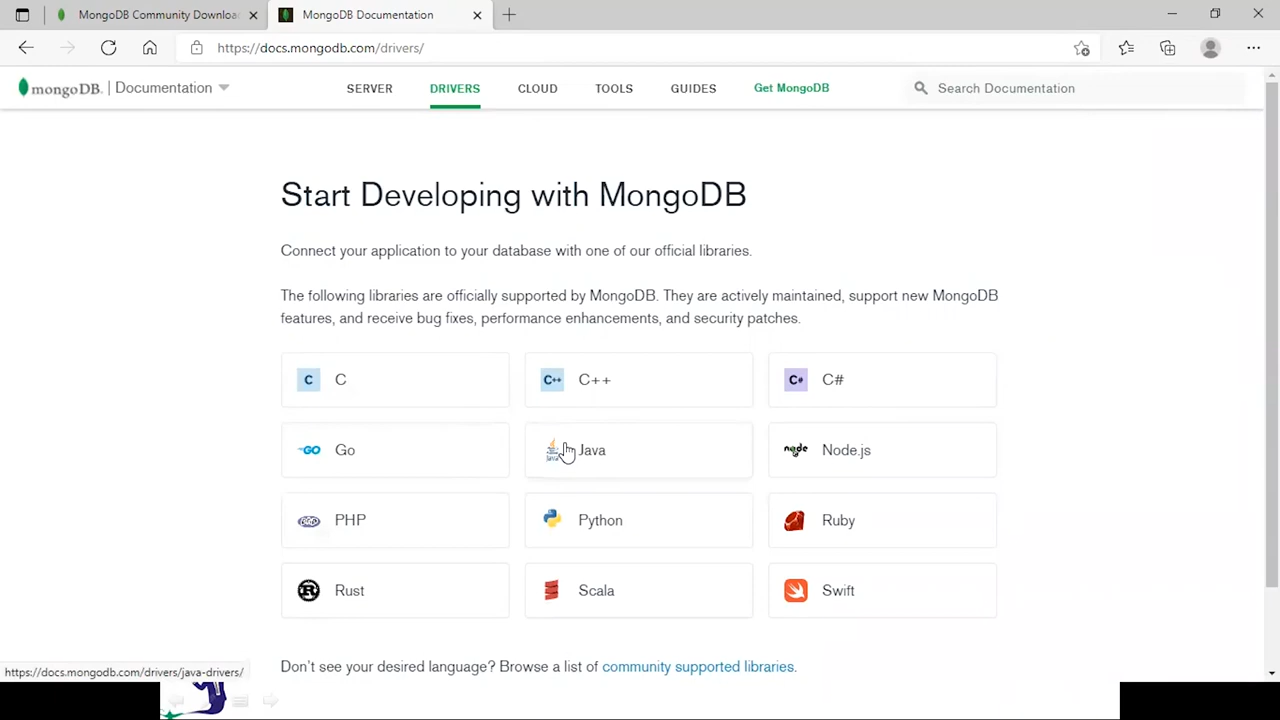 MongoDB Community Downloa
MongoDB Documentation
https://docs.mongodb.com/drivers/
mongoDB. | Documentation
SERVER
DRIVERS
CLOUD
TOOLS
GUIDES
Get MongoDB
Search Documentation
Start Developing with MongoDB
Connect your application to your database with one of our official libraries.
The following libraries are officially supported by MongoDB. They are actively maintained, support new MongoDB
features, and receive bug fixes, performance enhancements, and security patches.
C C
C++ C++
C# C#
GO Go
Java Java
node Node.js
php PHP
Python
Ruby
R Rust
Scala
Swift
Don't see your desired language? Browse a list of community supported libraries.
https://docs.mongodb.com/drivers/java-drivers/